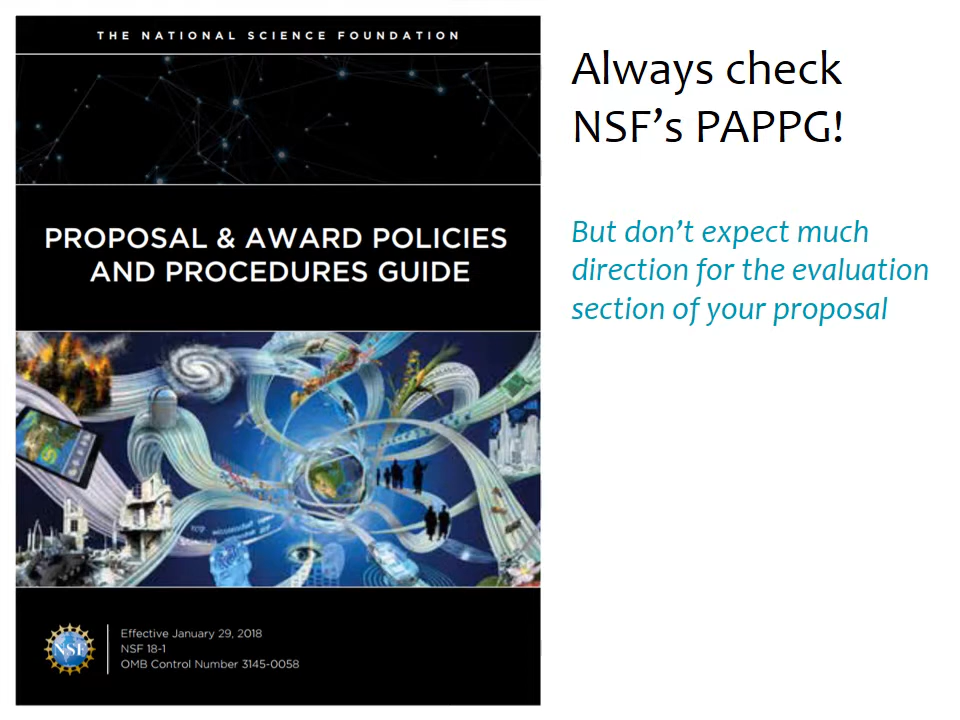 THE NATIONAL SCIENCE FOUNDATION
PROPOSAL & AWARD POLICIES
AND PROCEDURES GUIDE
NSF
Effective January 29, 2018
NSF 18-1
OMB Control Number 3145-0058
Always check
NSF's PAPPG!
But don't expect much
direction for the evaluation
section of your proposal